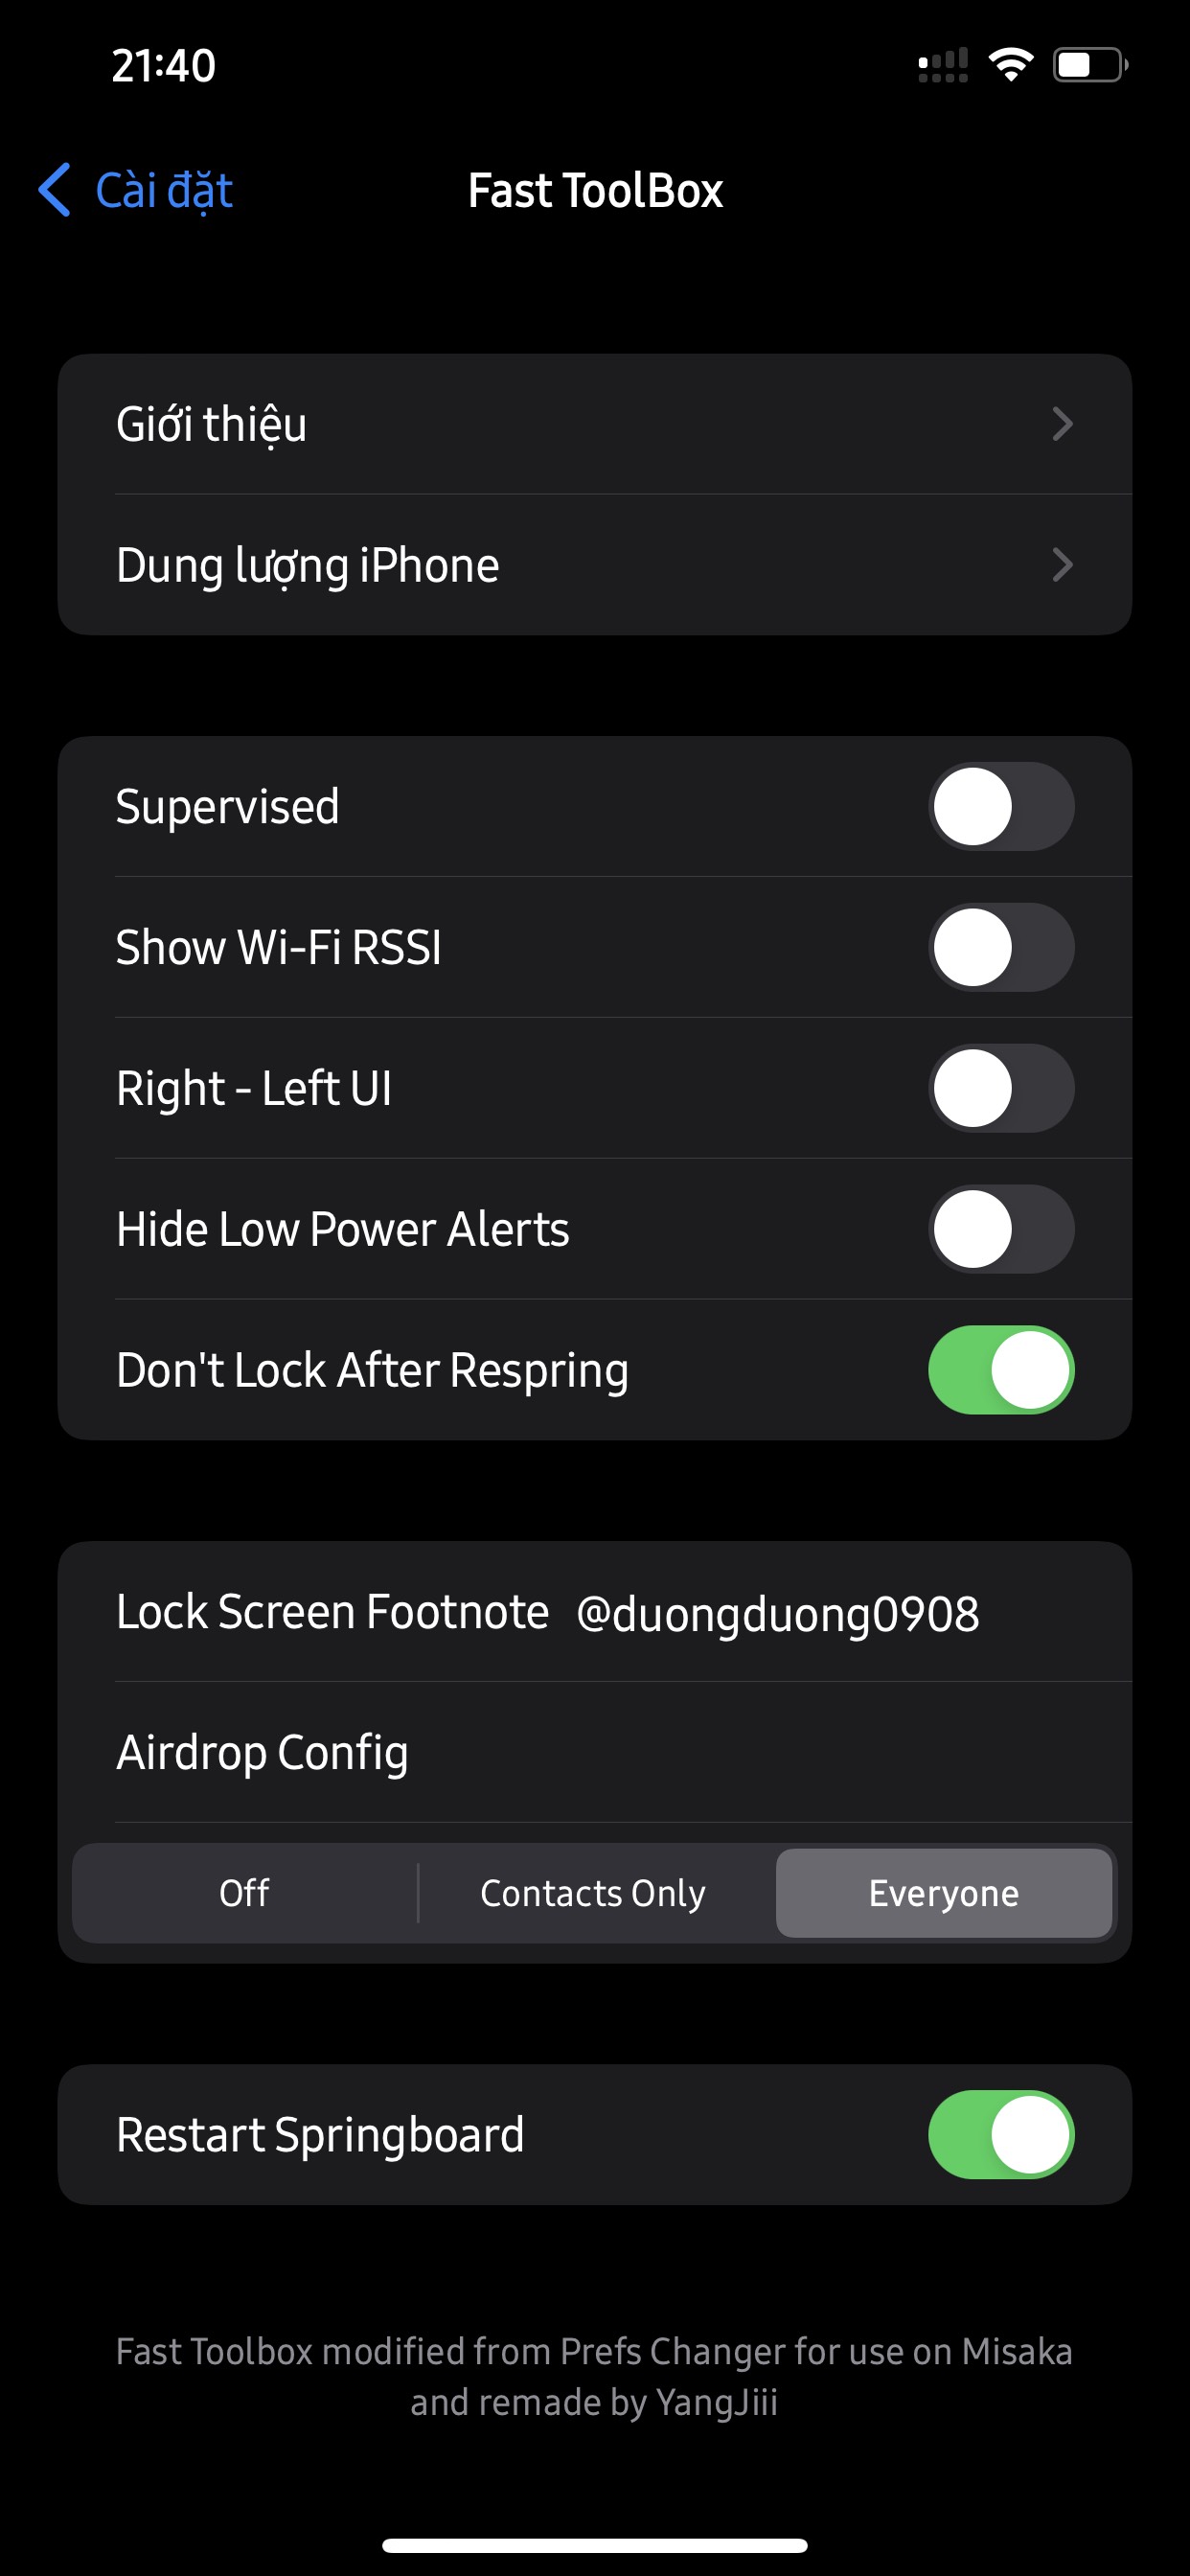 21:40
Cài đặt
Fast ToolBox
Giới thiệu
Dung lượng iPhone
Supervised
Show Wi-Fi RSSI
Right - Left UI
Hide Low Power Alerts
Don't Lock After Respring
Lock Screen Footnote @duongduong0908
Airdrop Config
Off Contacts Only Everyone
Restart Springboard
Fast Toolbox modified from Prefs Changer for use on Misaka
and remade by YangJiii